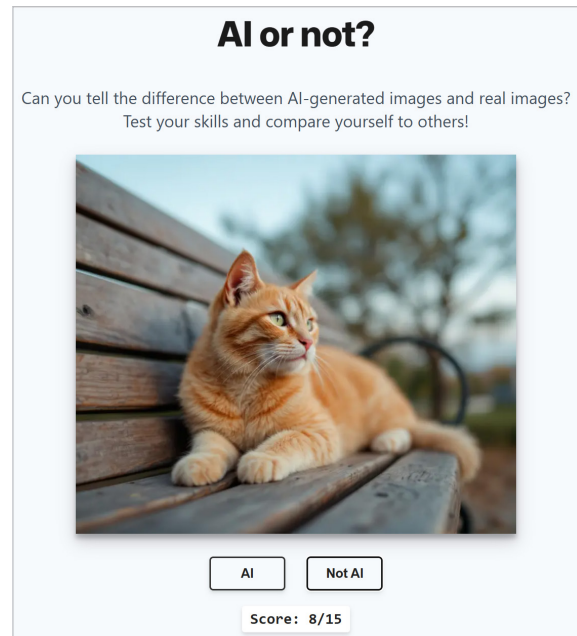 AI or not?
Can you tell the difference between AI-generated images and real images?
Test your skills and compare yourself to others!
AI
Not AI
Score: 8/15